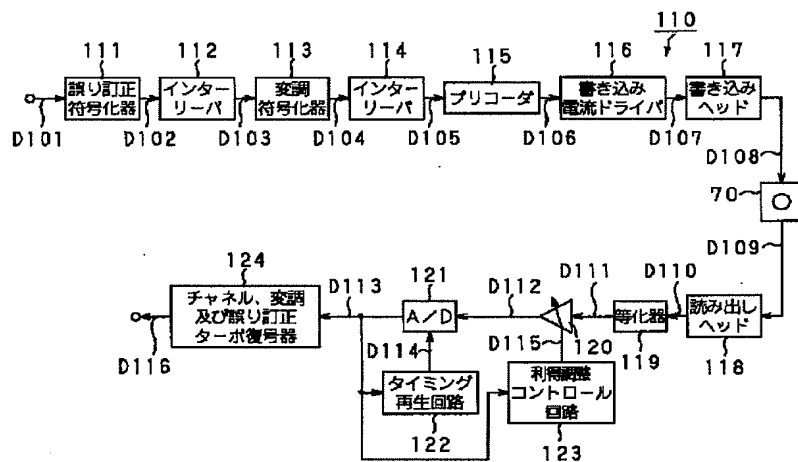 110
111
112
113
114
115
116
117
誤り訂正
符号化器
インター
リーバ
変調
符号化器
インター
リーバ
プリコーダ
書き込み
電流ドライバ
書き込み
ヘッド
D101
D102
D103
D104
D105
D106
D107
D108
70
D109
124
D113
121
D112
D111
D110
チャネル、変調
及び誤り訂正
ターボ復号器
A/D
等化器
読み出し
ヘッド
D116
D114
D115
120
119
118
タイミング
再生回路
利得調整
コントロール
回路
122
123